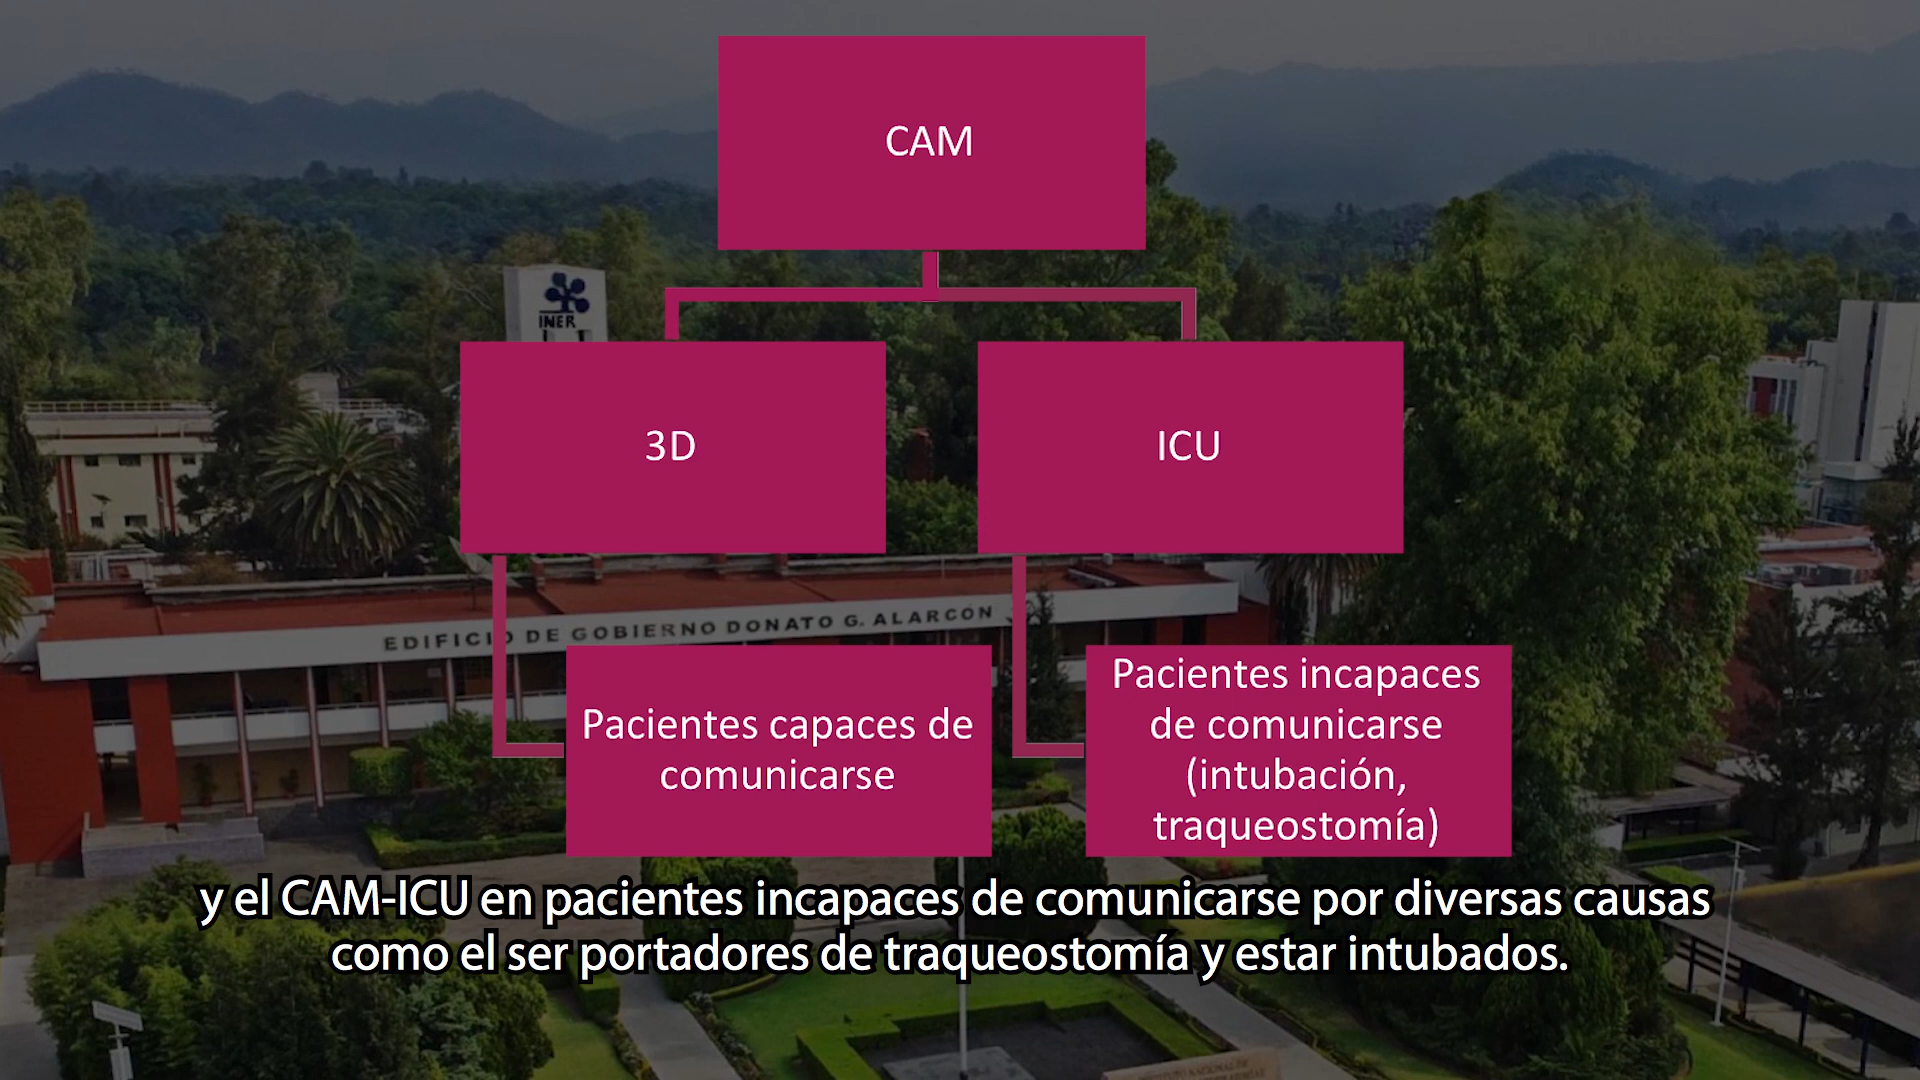 CAM
INER
3D
ICU
EDIFICIO DE GOBIERNO DONATO G. ALARCON
Pacientes capaces de
comunicarse
Pacientes incapaces
de comunicarse
(intubación,
traqueostomía)
y el CAM-ICU en pacientes incapaces de comunicarse por diversas causas
como el ser portadores de traqueostomía y estar intubados.